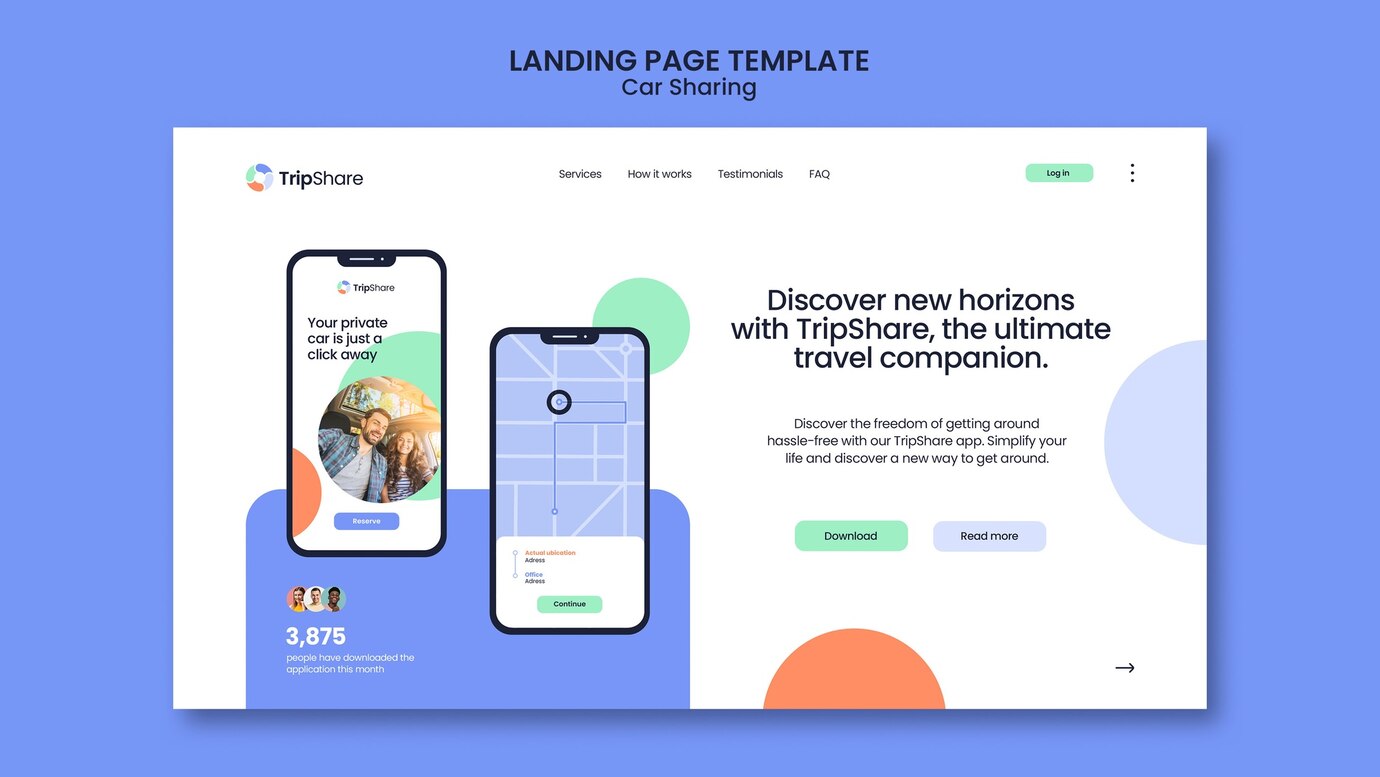 LANDING PAGE TEMPLATE
Car Sharing
TripShare
Services
How it works
Testimonials
FAQ
Log in
TripShare
Your private
car is just a
click away
Reserve
Actual ubication
Adress
Office
Adress
Continue
3,875
people have downloaded the
application this month
Discover new horizons
with TripShare, the ultimate
travel companion.
Discover the freedom of getting around
hassle-free with our TripShare app. Simplify your
life and discover a new way to get around.
Download
Read more